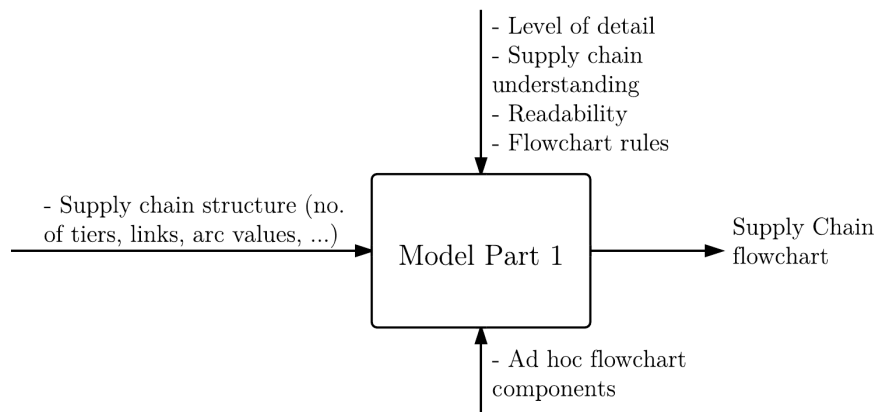 - Level of detail
- Supply chain
understanding
- Readability
- Flowchart rules
- Supply chain structure (no.
of tiers, links, arc values, ...)
Model Part 1
Supply Chain
flowchart
- Ad hoc flowchart
components